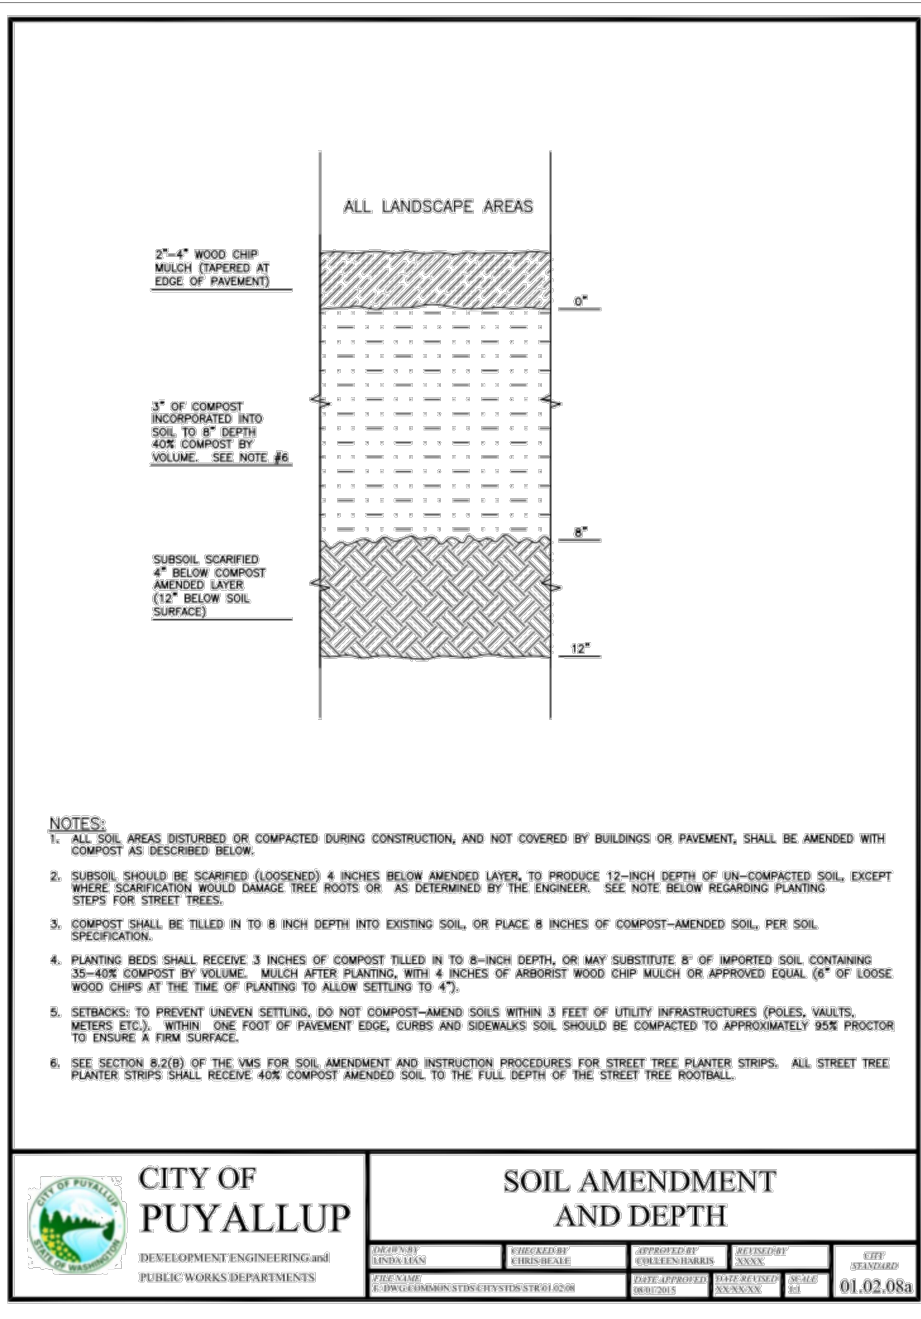 ALL LANDSCAPE AREAS
2"-4" WOOD CHIP
MULCH (TAPERED AT
EDGE OF PAVEMENT)
0"
3" OF COMPOST
INCORPORATED INTO
SOIL TO 8" DEPTH
40% COMPOST BY
VOLUME. SEE NOTE #6
8"
SUBSOIL SCARIFIED
4" BELOW COMPOST
AMENDED LAYER
(12" BELOW SOIL
SURFACE)
12"
NOTES:
1. ALL SOIL AREAS DISTURBED OR COMPACTED DURING CONSTRUCTION, AND NOT COVERED BY BUILDINGS OR PAVEMENT, SHALL BE AMENDED WITH
COMPOST AS DESCRIBED BELOW.
2. SUBSOIL SHOULD BE SCARIFIED (LOOSENED) 4 INCHES BELOW AMENDED LAYER, TO PRODUCE 12-INCH DEPTH OF UN-COMPACTED SOIL, EXCEPT
WHERE SCARIFICATION WOULD DAMAGE TREE ROOTS OR AS DETERMINED BY THE ENGINEER. SEE NOTE BELOW REGARDING PLANTING
STEPS FOR STREET TREES.
3. COMPOST SHALL BE TILLED IN TO 8 INCH DEPTH INTO EXISTING SOIL, OR PLACE 8 INCHES OF COMPOST-AMENDED SOIL, PER SOIL
SPECIFICATION.
4. PLANTING BEDS SHALL RECEIVE 3 INCHES OF COMPOST TILLED IN TO 8-INCH DEPTH, OR MAY SUBSTITUTE 8" OF IMPORTED SOIL CONTAINING
35-40% COMPOST BY VOLUME. MULCH AFTER PLANTING, WITH 4 INCHES OF ARBORIST WOOD CHIP MULCH OR APPROVED EQUAL (6" OF LOOSE
WOOD CHIPS AT THE TIME OF PLANTING TO ALLOW SETTLING TO 4").
5. SETBACKS: TO PREVENT UNEVEN SETTLING, DO NOT COMPOST-AMEND SOILS WITHIN 3 FEET OF UTILITY INFRASTRUCTURES (POLES, VAULTS,
METERS ETC.). WITHIN ONE FOOT OF PAVEMENT EDGE, CURBS AND SIDEWALKS SOIL SHOULD BE COMPACTED TO APPROXIMATELY 95% PROCTOR
TO ENSURE A FIRM SURFACE.
6. SEE SECTION 8.2(B) OF THE VMS FOR SOIL AMENDMENT AND INSTRUCTION PROCEDURES FOR STREET TREE PLANTER STRIPS. ALL STREET TREE
PLANTER STRIPS SHALL RECEIVE 40% COMPOST AMENDED SOIL TO THE FULL DEPTH OF THE STREET TREE ROOTBALL.
CITY OF PUYALLUP
STATE OF WASHINGTON
CITY OF
PUYALLUP
DEVELOPMENT ENGINEERING and
PUBLIC WORKS DEPARTMENTS
SOIL AMENDMENT
AND DEPTH
DRAWN BY
LINDA LIAN
CHECKED BY
CHRIS BEALE
APPROVED BY
COLLEEN HARRIS
REVISED BY
XXXX
FILE NAME
DATE APPROVED
08/01/2015
DATE REVISED
XX/XX/XX
SCALE
1:1
CITY
STANDARD
01.02.08a